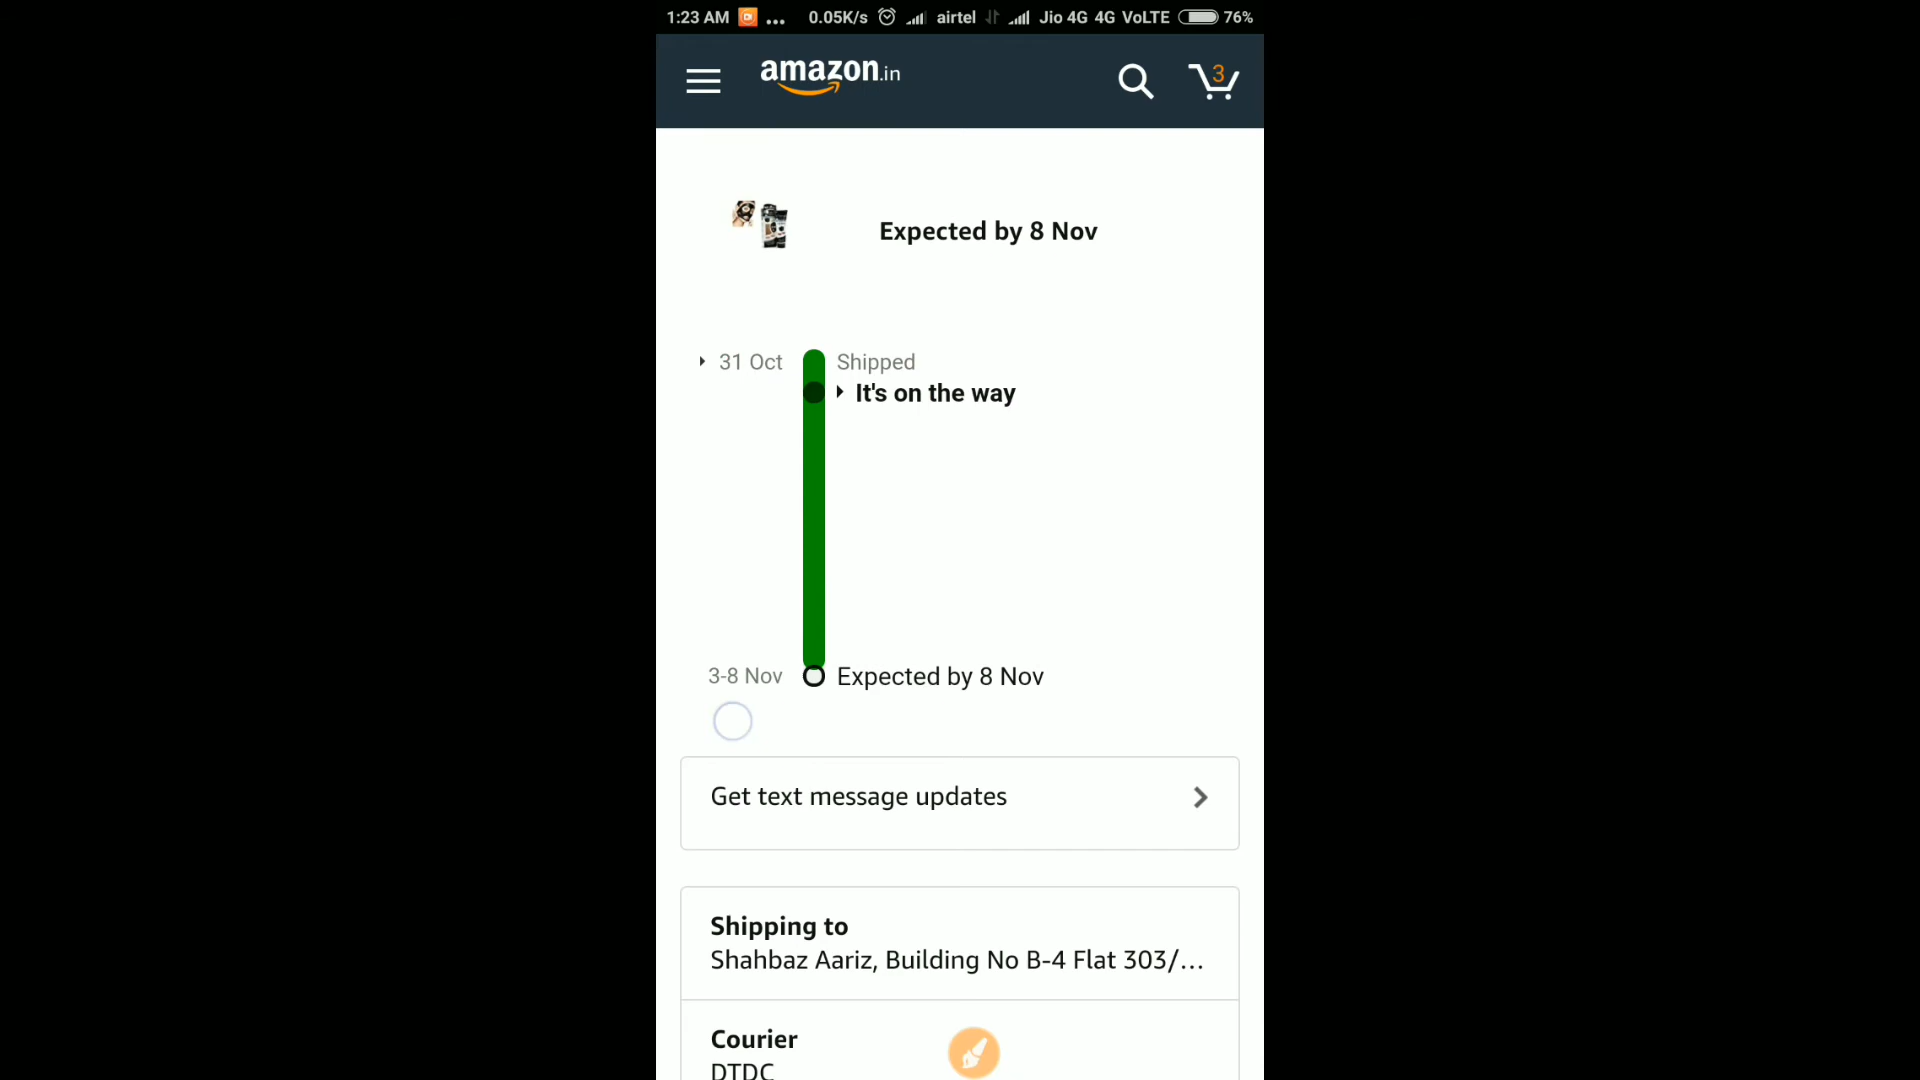 1:23 AM ... 0.05K/s airtel Jio 4G 4G VoLTE 76%
amazon.in
3
Expected by 8 Nov
31 Oct Shipped
It's on the way
3-8 Nov Expected by 8 Nov
Get text message updates
Shipping to
Shahbaz Aariz, Building No B-4 Flat 303/...
Courier
DTDC